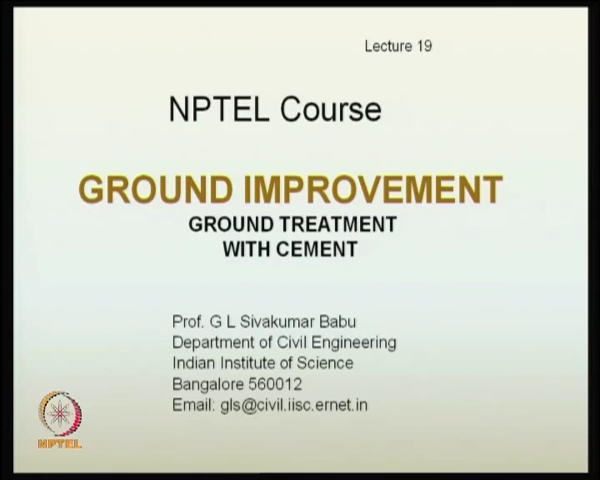 Lecture 19
NPTEL Course
GROUND IMPROVEMENT
GROUND TREATMENT
WITH CEMENT
Prof. G L Sivakumar Babu
Department of Civil Engineering
Indian Institute of Science
Bangalore 560012
Email: gls@civil.iisc.ernet.in
NPTEL